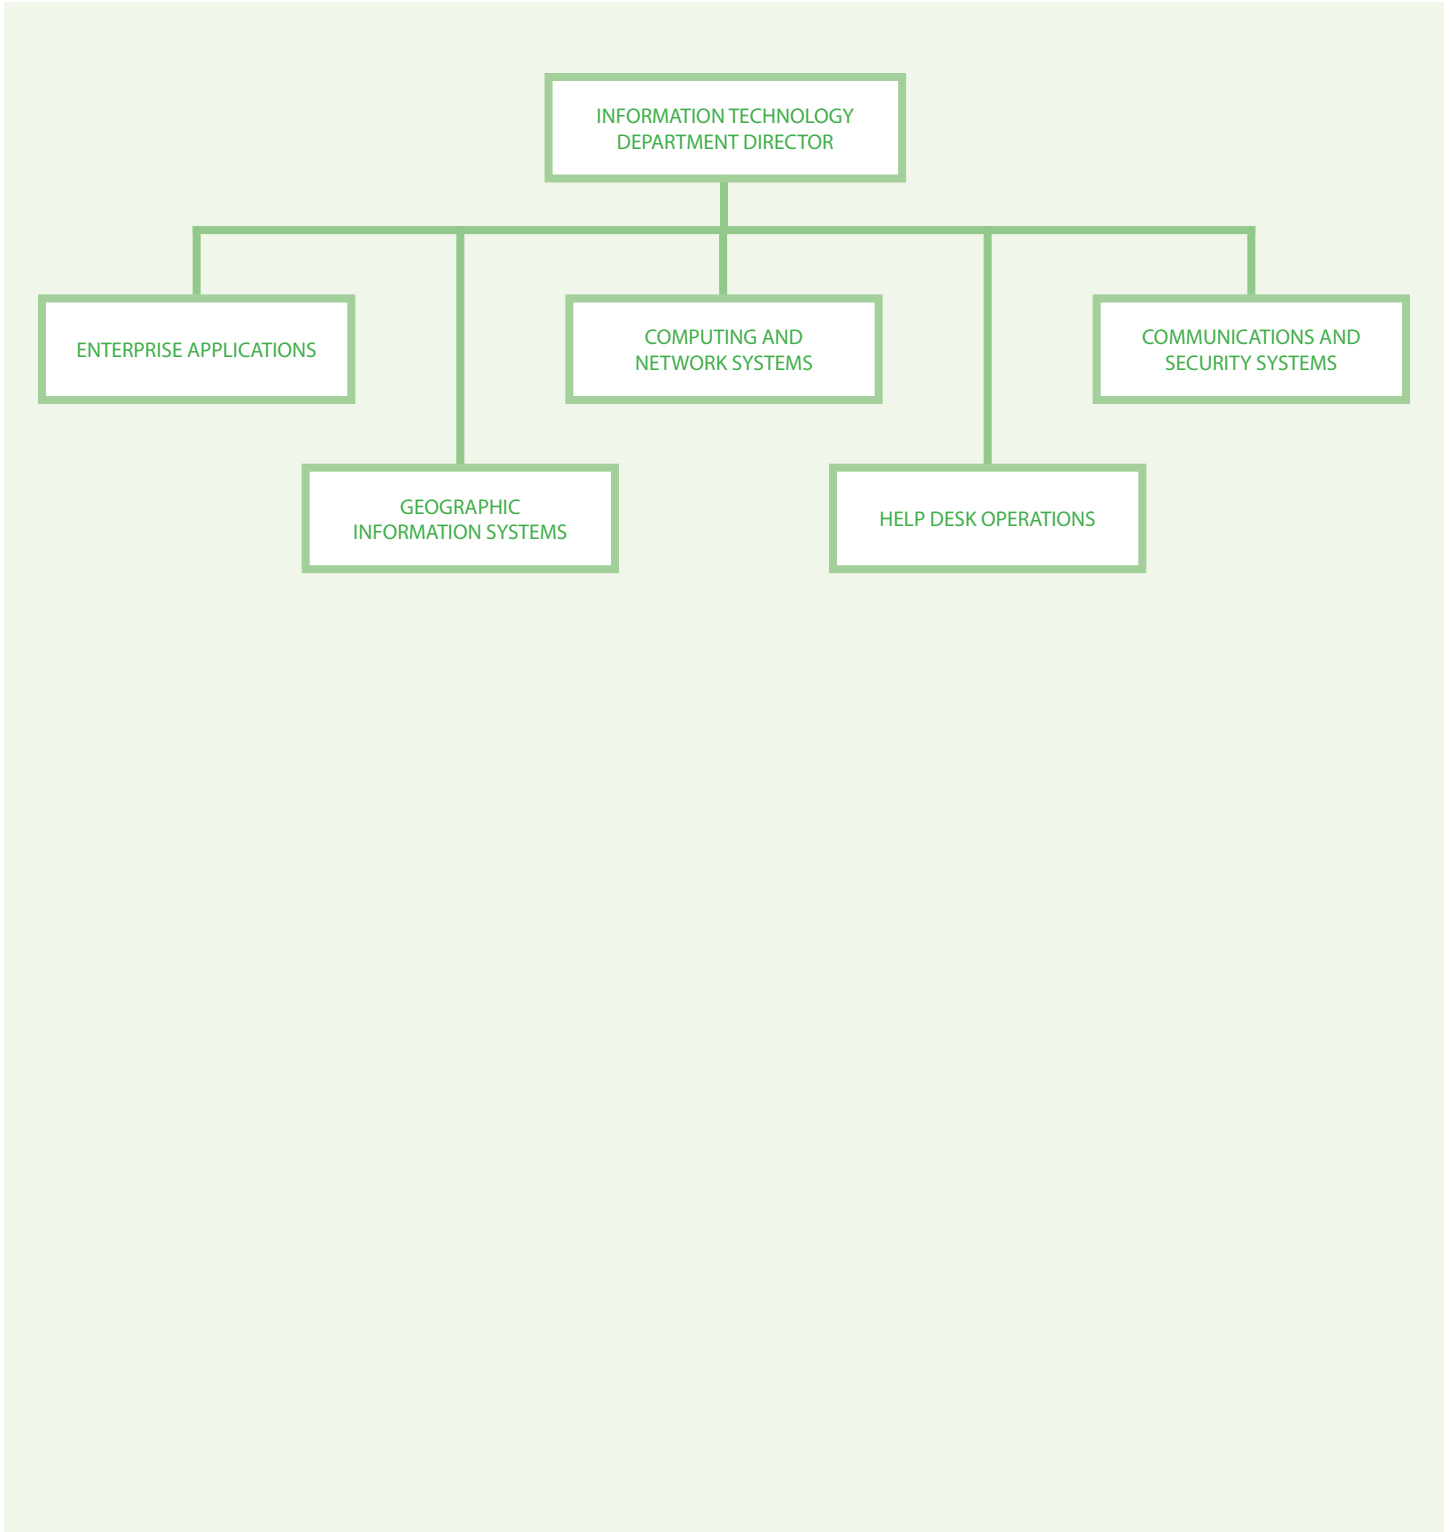 INFORMATION TECHNOLOGY
DEPARTMENT DIRECTOR
ENTERPRISE APPLICATIONS
COMPUTING AND
NETWORK SYSTEMS
COMMUNICATIONS AND
SECURITY SYSTEMS
GEOGRAPHIC
INFORMATION SYSTEMS
HELP DESK OPERATIONS